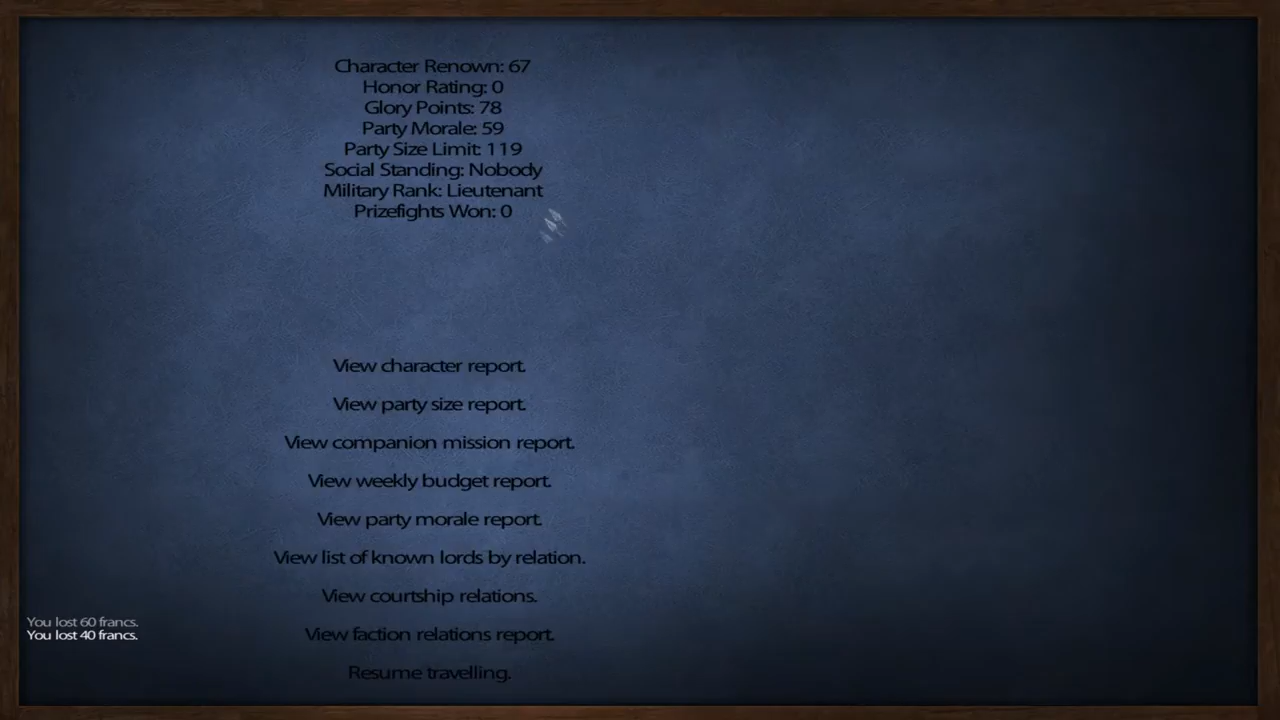 Character Renown: 67
Honor Rating: 0
Glory Points: 78
Party Morale: 59
Party Size Limit: 119
Social Standing: Nobody
Military Rank: Lieutenant
Prizefights Won: 0
View character report.
View party size report.
View companion mission report.
View weekly budget report.
View party morale report.
View list of known lords by relation.
View courtship relations.
View faction relations report.
Resume travelling.
You lost 60 francs.
You lost 40 francs.